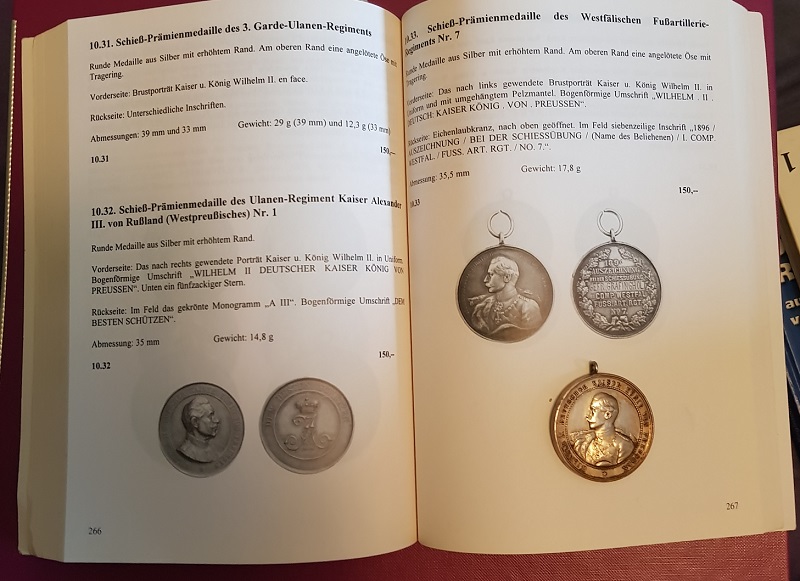 10.31. Schieß-Prämienmedaille des 3. Garde-Ulanen-Regiments
Runde Medaille aus Silber mit erhöhtem Rand. Am oberen Rand eine angelötete Öse mit
Tragering.
Vorderseite: Brustporträt Kaiser u. König Wilhelm II. en face.
Rückseite: Unterschiedliche Inschriften.
Abmessungen: 39 mm und 33 mm Gewicht: 29 g (39 mm) und 12,3 g (33 mm)
10.31 150,–
10.32. Schieß-Prämienmedaille des Ulanen-Regiment Kaiser Alexander
III. von Rußland (Westpreußisches) Nr. 1
Runde Medaille aus Silber mit erhöhtem Rand.
Vorderseite: Das nach rechts gewendete Porträt Kaiser u. König Wilhelm II. in Uniform.
Bogenförmige Umschrift „WILHELM II DEUTSCHER KAISER KÖNIG VON
PREUSSEN“. Unten ein fünfzackiger Stern.
Rückseite: Im Feld das gekrönte Monogramm „A III“. Bogenförmige Umschrift „DEM
BESTEN SCHÜTZEN“.
Abmessung: 35 mm Gewicht: 14,8 g
10.32 150,–
266
10.33. Schieß-Prämienmedaille des Westfälischen Fußartillerie-
Regiments Nr. 7
Runde Medaille aus Silber mit erhöhtem Rand. Am oberen Rand eine angelötete Öse mit
Tragering.
Vorderseite: Das nach links gewendete Brustporträt Kaiser u. König Wilhelm II. in
Uniform und mit umgehängtem Pelzmantel. Bogenförmige Umschrift „WILHELM . II .
DEUTSCH: KAISER KÖNIG . VON . PREUSSEN“.
Rückseite: Eichenlaubkranz, nach oben geöffnet. Im Feld siebenzeilige Inschrift „1896 /
AUSZEICHNUNG / BEI DER SCHIESSÜBUNG / (Name des Beliehenen) / I. COMP.
WESTFAL. / FUSS. ART. RGT. / NO. 7.“.
Abmessung: 35,5 mm Gewicht: 17,8 g
10.33 150,–
AUSZEICHNUNG
COMP. WESTFAL.
FUSS.ART.RGT.
NO. 7.
267